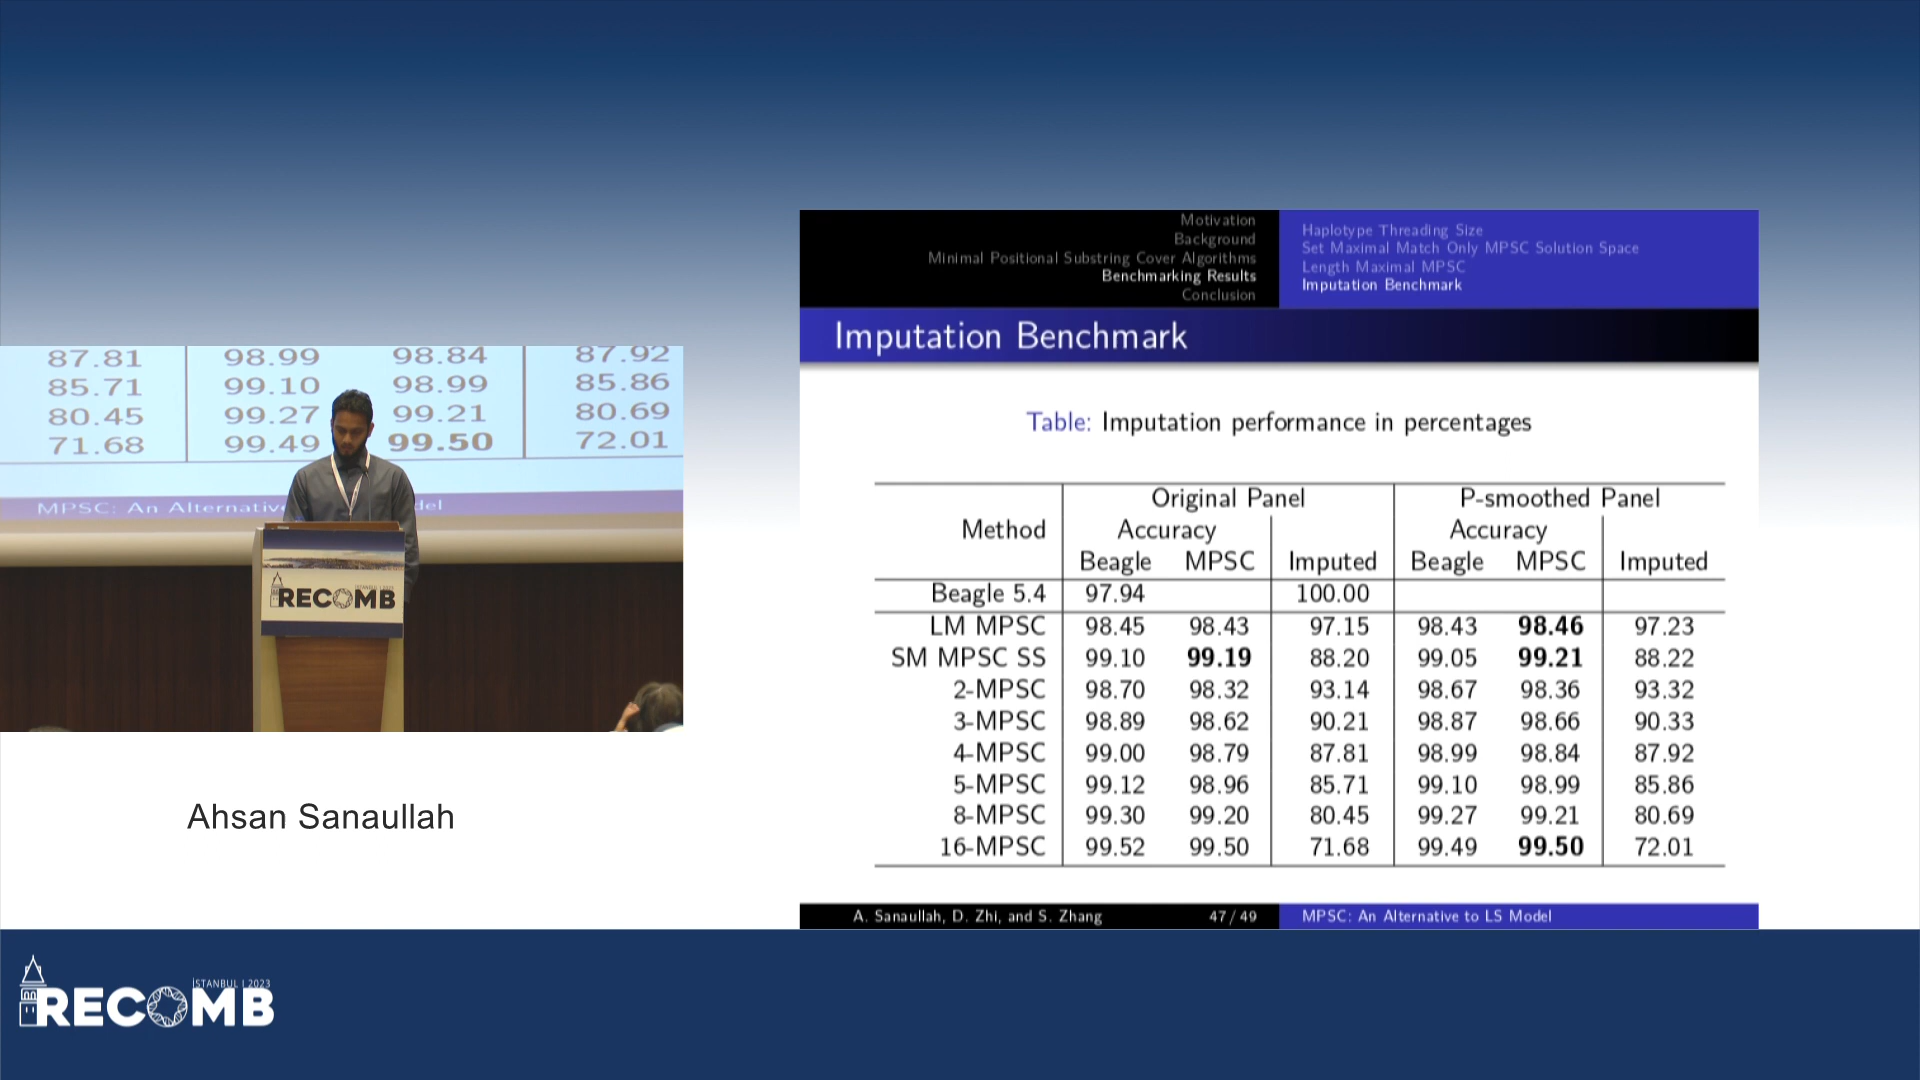 Motivation
Background
Minimal Positional Substring Cover Algorithms
Benchmarking Results
Conclusion
Haplotype Threading Size
Set Maximal Match Only MPSC Solution Space
Length Maximal MPSC
Imputation Benchmark
Imputation Benchmark
Table: Imputation performance in percentages
Original Panel P-smoothed Panel
Method Accuracy Accuracy
Beagle MPSC Imputed Beagle MPSC Imputed
Beagle 5.4 97.94 100.00
LM MPSC 98.45 98.43 97.15 98.43 98.46 97.23
SM MPSC SS 99.10 99.19 88.20 99.05 99.21 88.22
2-MPSC 98.70 98.32 93.14 98.67 98.36 93.32
3-MPSC 98.89 98.62 90.21 98.87 98.66 90.33
4-MPSC 99.00 98.79 87.81 98.99 98.84 87.92
5-MPSC 99.12 98.96 85.71 99.10 98.99 85.86
8-MPSC 99.30 99.20 80.45 99.27 99.21 80.69
16-MPSC 99.52 99.50 71.68 99.49 99.50 72.01
A. Sanaullah, D. Zhi, and S. Zhang 47 / 49 MPSC: An Alternative to LS Model
87.81 98.99 98.84 87.92
85.71 99.10 98.99 85.86
80.45 99.27 99.21 80.69
71.68 99.49 99.50 72.01
MPSC: An Alternative del
RECOMB
Ahsan Sanaullah
İSTANBUL | 2023
RECOMB